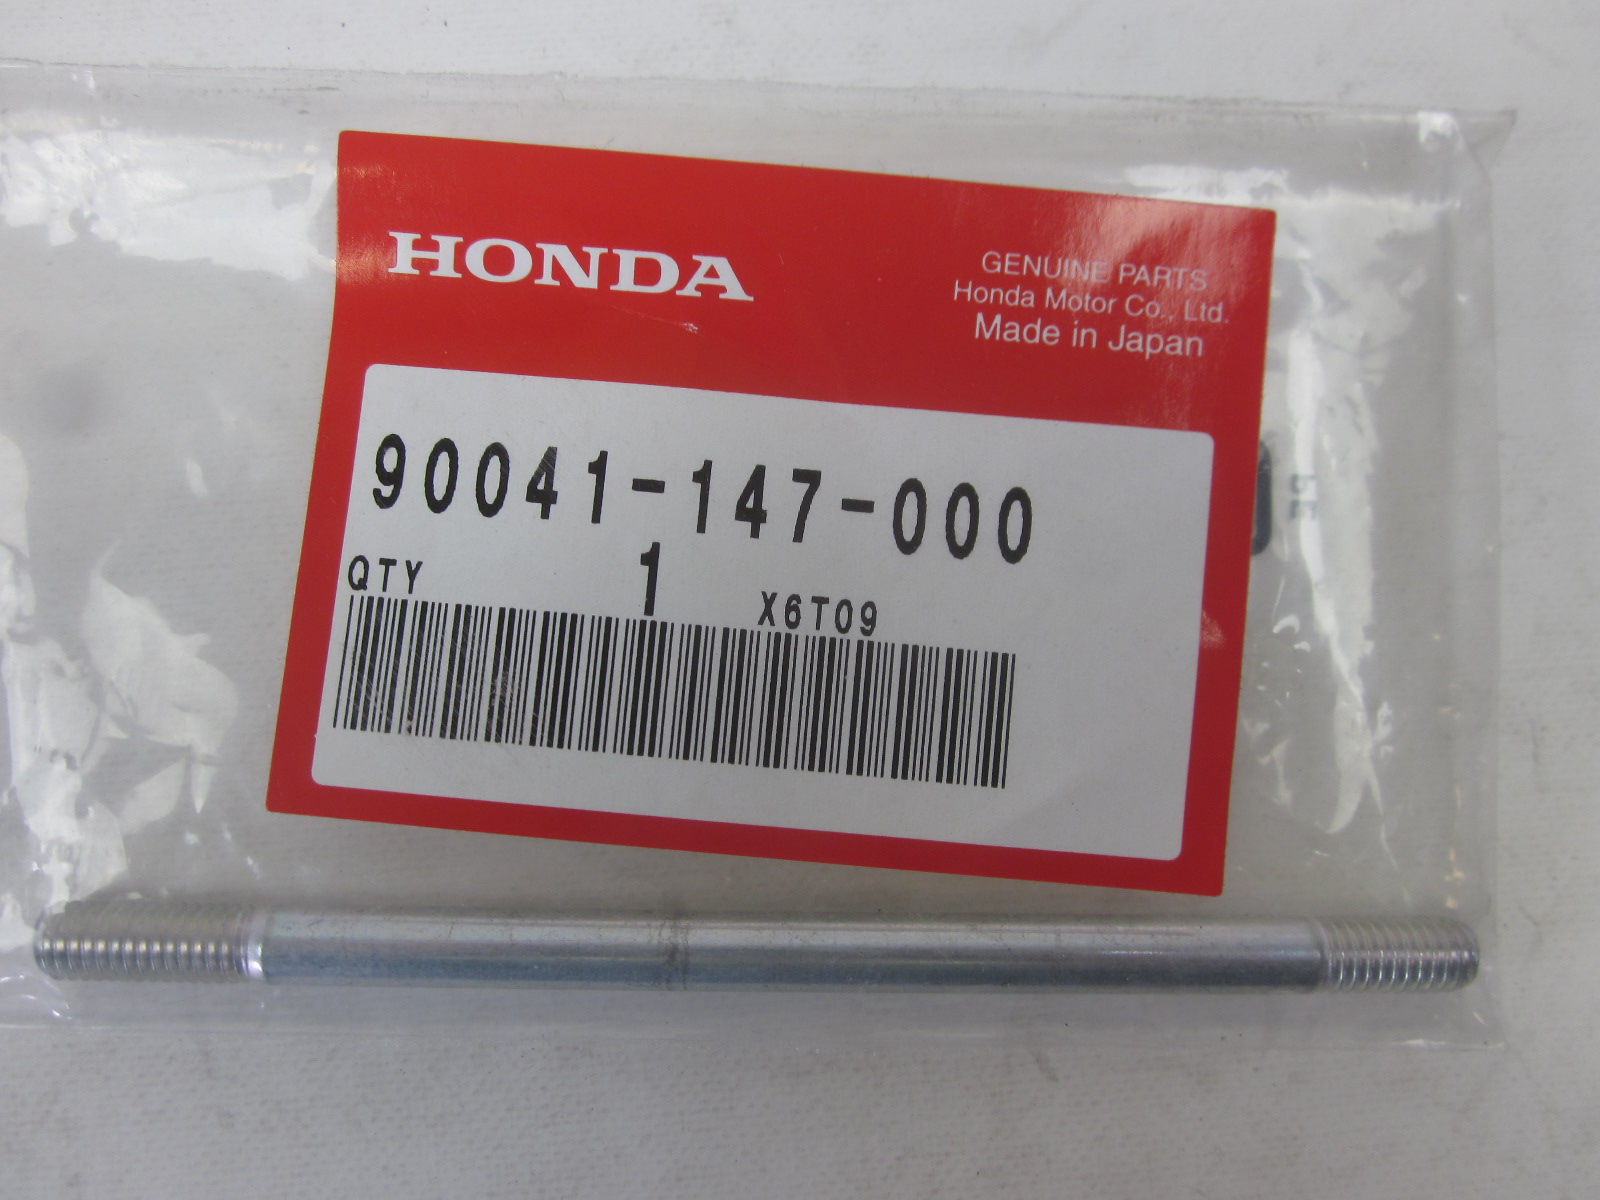 HONDA
GENUINE PARTS
Honda Motor Co., Ltd.
Made in Japan
90041-147-000
QTY 1 X6T09